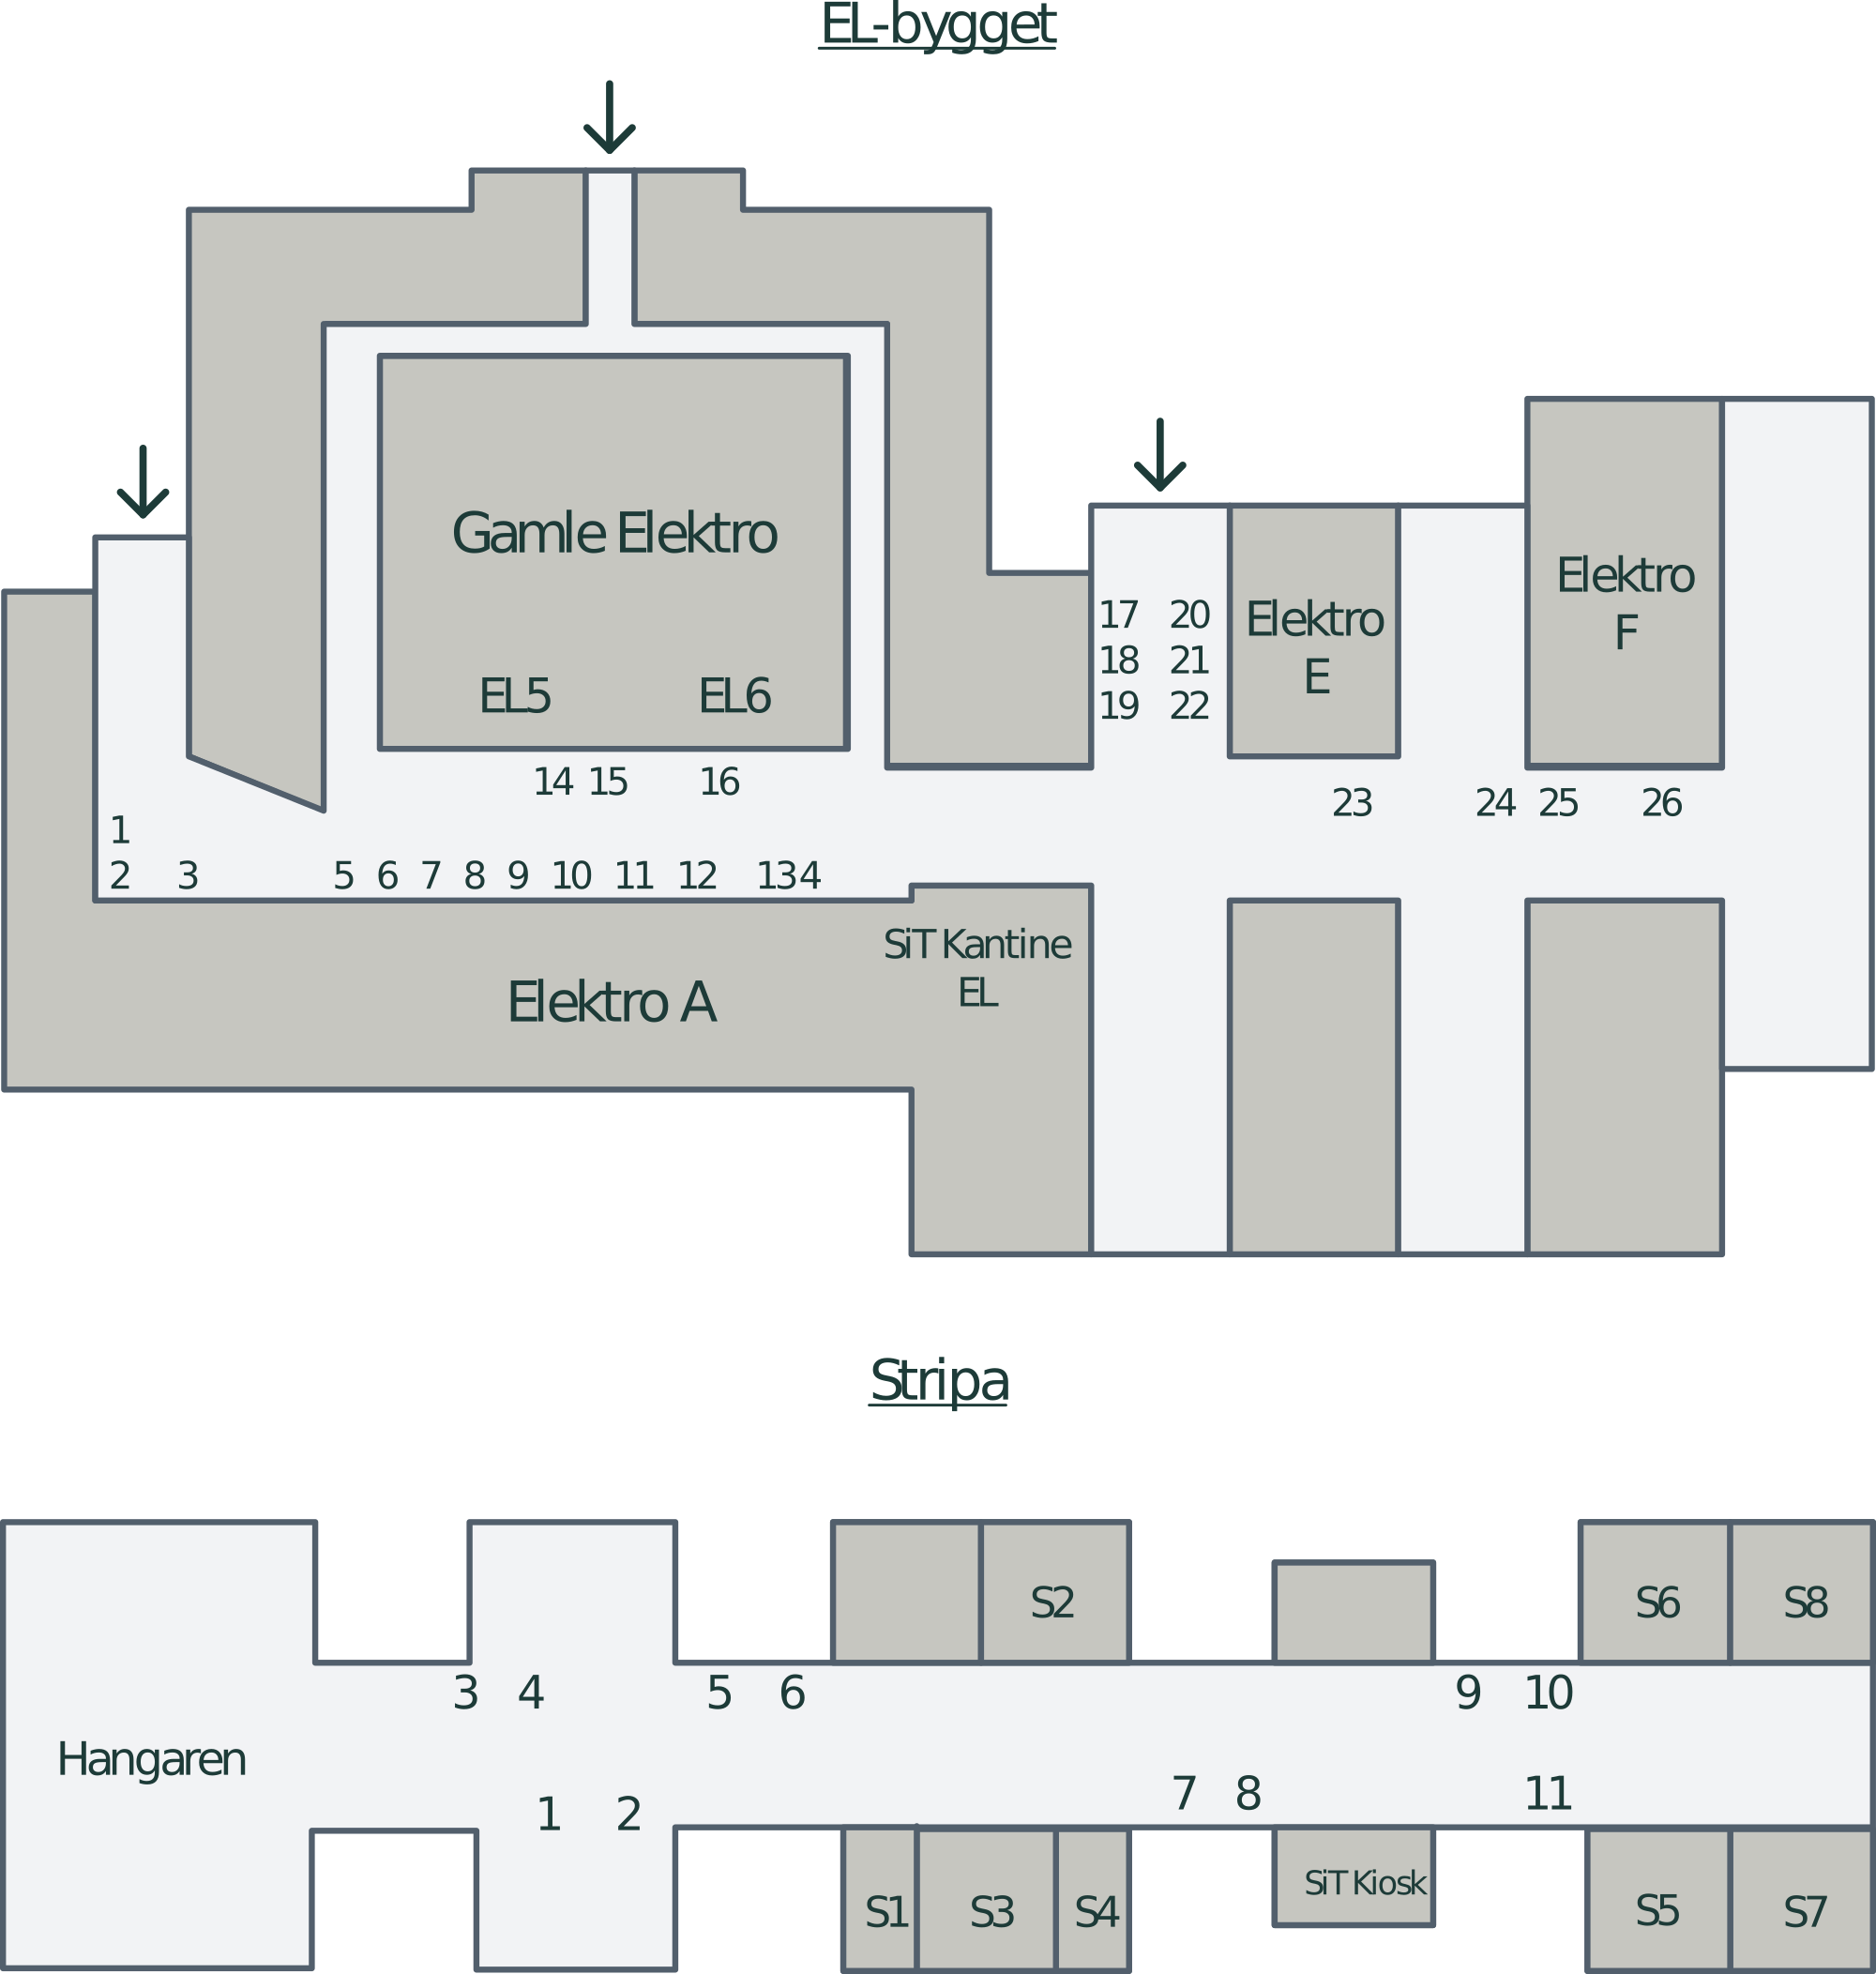 EL-bygget
Gamle Elektro
EL5 EL6
Elektro
E
Elektro
F
17 20
18 21
19 22
14 15 16
23 24 25 26
1
2 3 5 6 7 8 9 10 11 12 134
SiT Kantine
EL
Elektro A
Stripa
S2 S6 S8
3 4 5 6 9 10
Hangaren
1 2 7 8 11
SiT Kiosk
S1 S3 S4 S5 S7